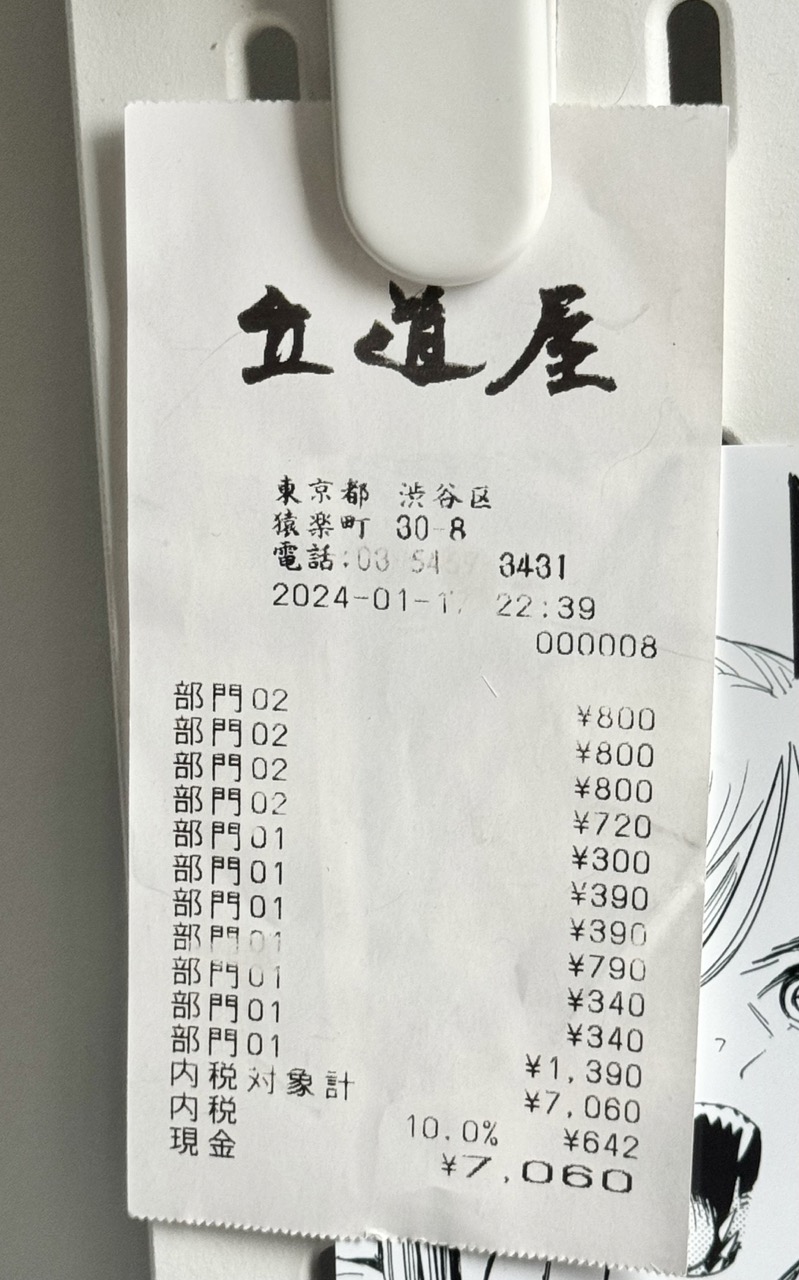 立道屋
東京都 渋谷区
猿楽町 30-8
電話:03 5459 3431
2024-01-17 22:39
000008
部門02 ¥800
部門02 ¥800
部門02 ¥800
部門02 ¥720
部門01 ¥300
部門01 ¥390
部門01 ¥390
部門01 ¥790
部門01 ¥340
部門01 ¥340
部門01 ¥1,390
内税対象計 ¥7,060
内税 10.0% ¥642
現金 ¥7,060